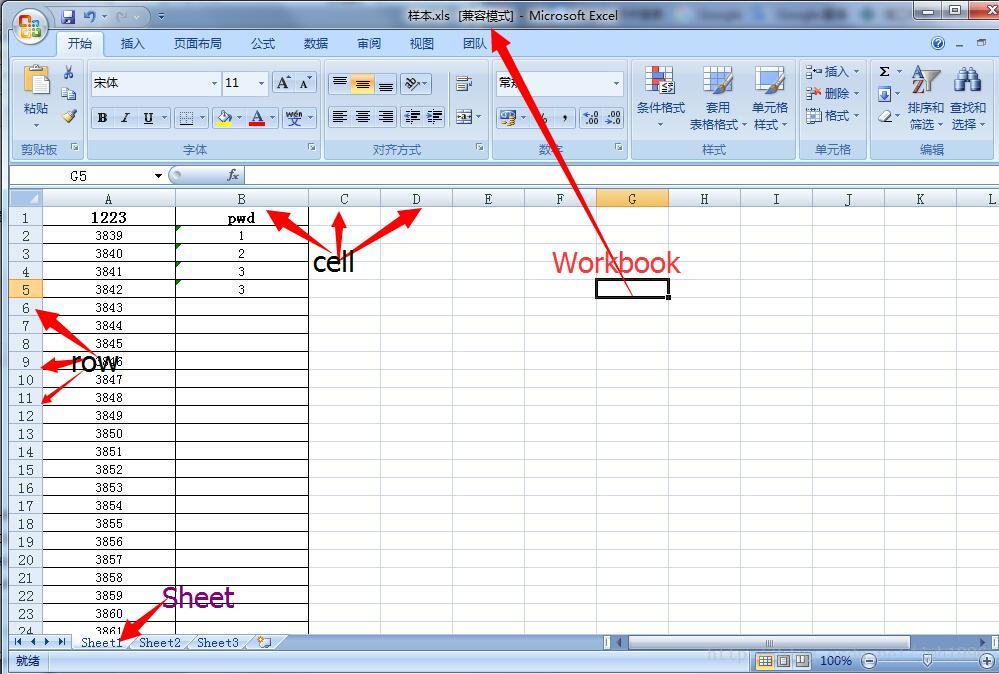 样本.xls [兼容模式] - Microsoft Excel
开始 插入 页面布局 公式 数据 审阅 视图 团队
粘贴 宋体 11 条件格式 套用 表格格式 单元格 样式 插入 删除 格式 排序和 筛选 查找和 选择
B I U A 变 wén % ,
剪贴板 字体 对齐方式 数字 样式 单元格 编辑
G5 fx
A B C D E F G H I J K L
1 1223 pwd
2 3839 1
3 3840 2
cell Workbook
4 3841 3
5 3842 3
6 3843
7 3844
8 3845
row
9 3846
10 3847
11 3848
12 3849
13 3850
14 3851
15 3852
16 3853
17 3854
18 3855
19 3856
20 3857
21 3858
22 3859
Sheet
23 3860
24 3861
Sheet1 Sheet2 Sheet3
就绪 100%